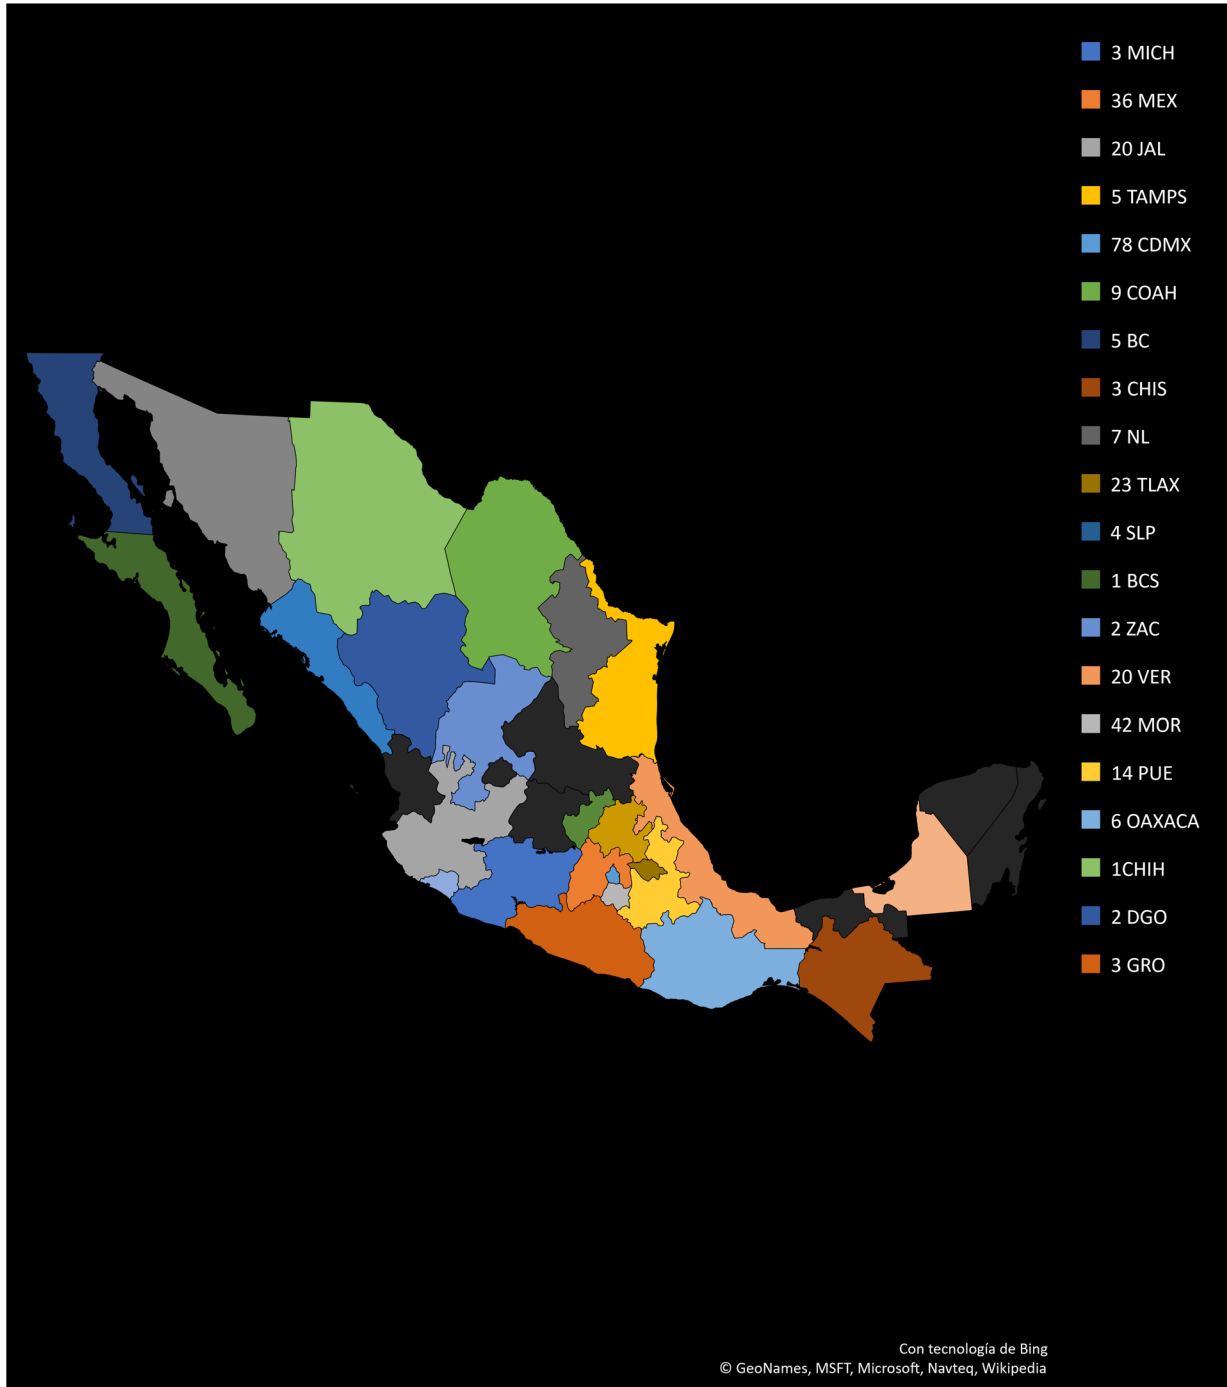 3 MICH
36 MEX
20 JAL
5 TAMPS
78 CDMX
9 COAH
5 BC
3 CHIS
7 NL
23 TLAX
4 SLP
1 BCS
2 ZAC
20 VER
42 MOR
14 PUE
6 OAXACA
1CHIH
2 DGO
3 GRO
Con tecnología de Bing
© GeoNames, MSFT, Microsoft, Navteq, Wikipedia